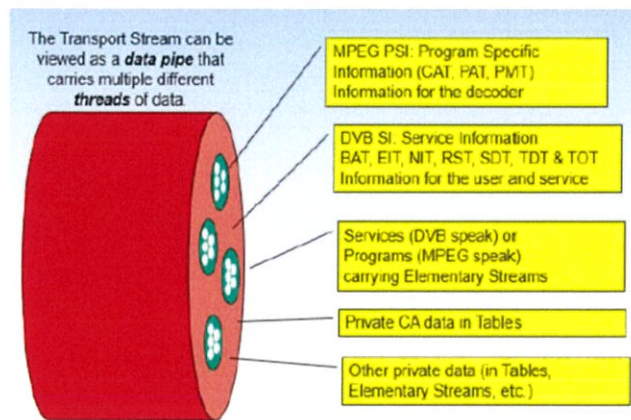 The Transport Stream can be
viewed as a data pipe that
carries multiple different
threads of data.
MPEG PSI: Program Specific
Information (CAT, PAT, PMT)
Information for the decoder
DVB SI: Service Information
BAT, EIT, NIT, RST, SDT, TDT & TOT
Information for the user and service
Services (DVB speak) or
Programs (MPEG speak)
carrying Elementary Streams
Private CA data in Tables
Other private data (in Tables,
Elementary Streams, etc.)